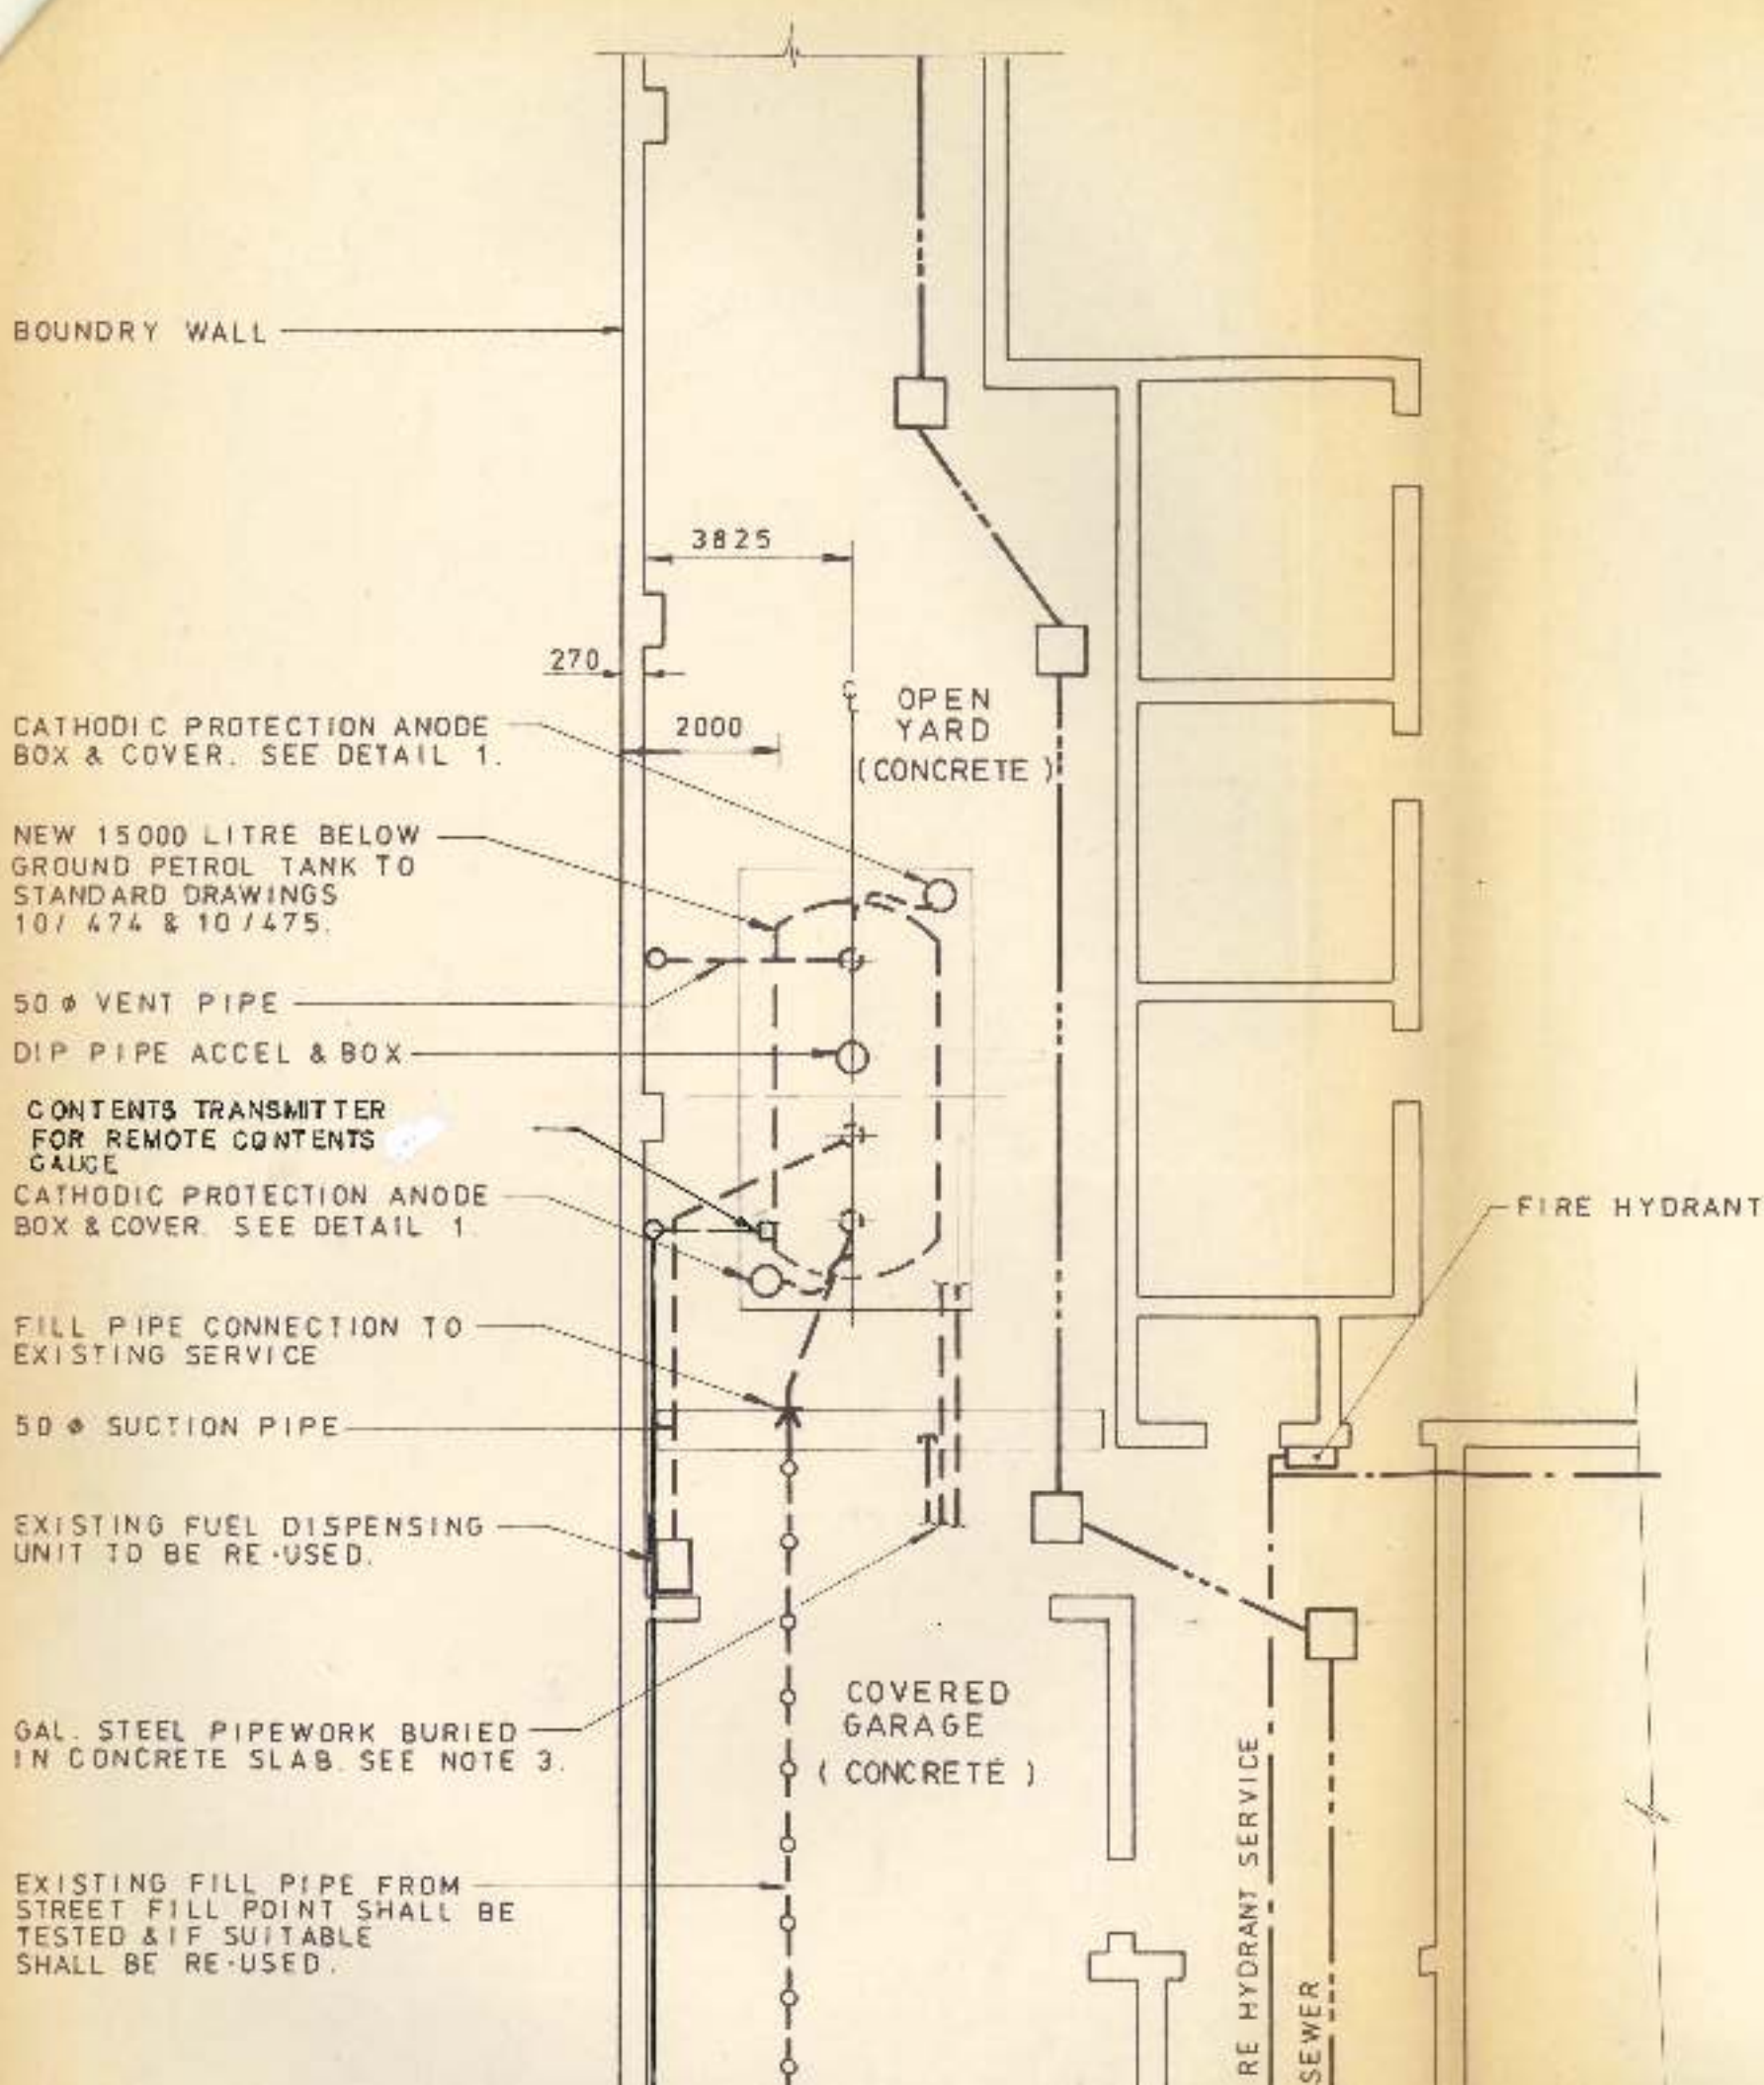 BOUNDRY WALL
3825
270
2000
OPEN
YARD
(CONCRETE)
CATHODIC PROTECTION ANODE
BOX & COVER. SEE DETAIL 1.
NEW 15000 LITRE BELOW
GROUND PETROL TANK TO
STANDARD DRAWINGS
10/474 & 10/475.
50 ø VENT PIPE
DIP PIPE ACCEL & BOX
CONTENTS TRANSMITTER
FOR REMOTE CONTENTS
GAUGE
CATHODIC PROTECTION ANODE
BOX & COVER. SEE DETAIL 1
FIRE HYDRANT
FILL PIPE CONNECTION TO
EXISTING SERVICE
50 ø SUCTION PIPE
EXISTING FUEL DISPENSING
UNIT TO BE RE-USED.
GAL. STEEL PIPEWORK BURIED
IN CONCRETE SLAB. SEE NOTE 3.
COVERED
GARAGE
( CONCRETE )
EXISTING FILL PIPE FROM
STREET FILL POINT SHALL BE
TESTED & IF SUITABLE
SHALL BE RE-USED.
RE HYDRANT SERVICE
SEWER